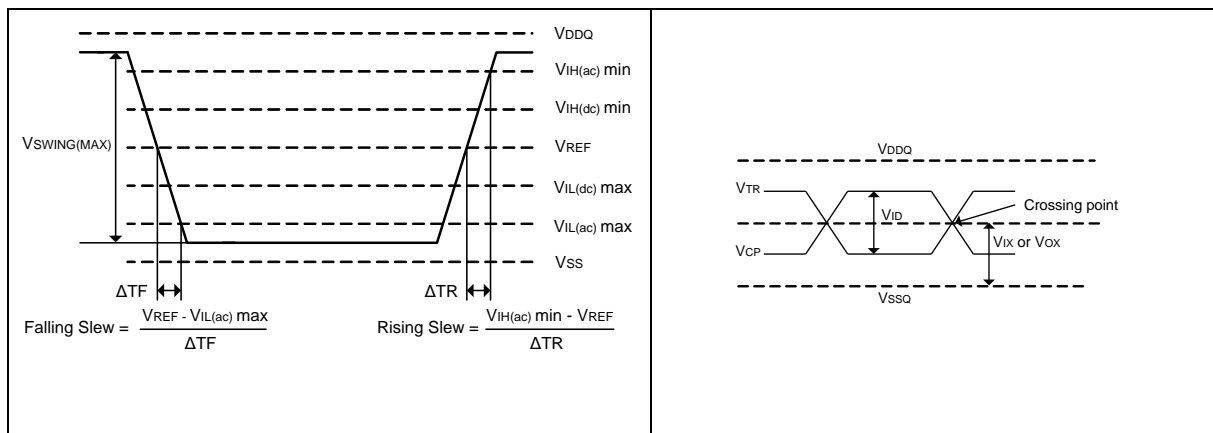 VDDQ
VIH(ac) min
VIH(dc) min
VSWING(MAX)
VREF
VIL(dc) max
VIL(ac) max
VSS
ΔTF
ΔTR
Falling Slew = VREF - VIL(ac) max
ΔTF
Rising Slew = VIH(ac) min - VREF
ΔTR
VDDQ
VTR
VID
Crossing point
VCP
VIX or VOX
VSSQ